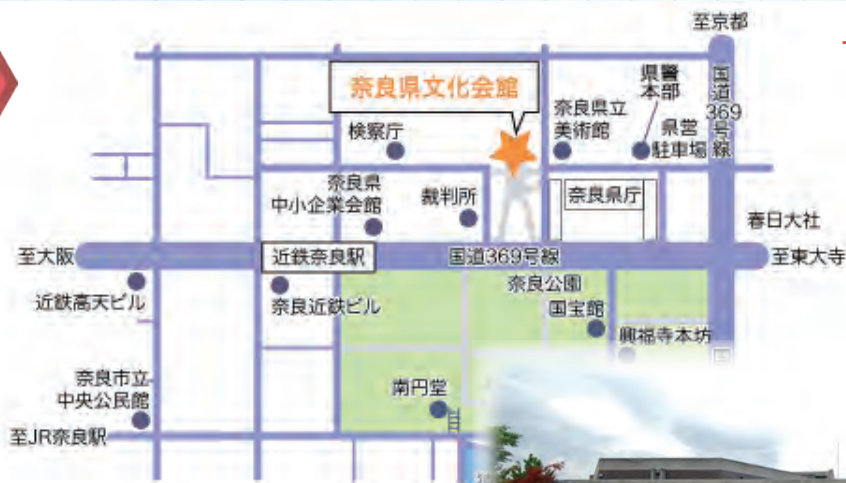 至京都
奈良県文化会館
検察庁
奈良県立
美術館
県警
本部
県営
駐車場
国道
369
号
線
奈良県
中小企業会館
裁判所
奈良県庁
春日大社
至大阪
近鉄奈良駅
国道369号線
至東大寺
近鉄高天ビル
奈良近鉄ビル
奈良公園
国宝館
興福寺本坊
国
奈良市立
中央公民館
南円堂
至JR奈良駅